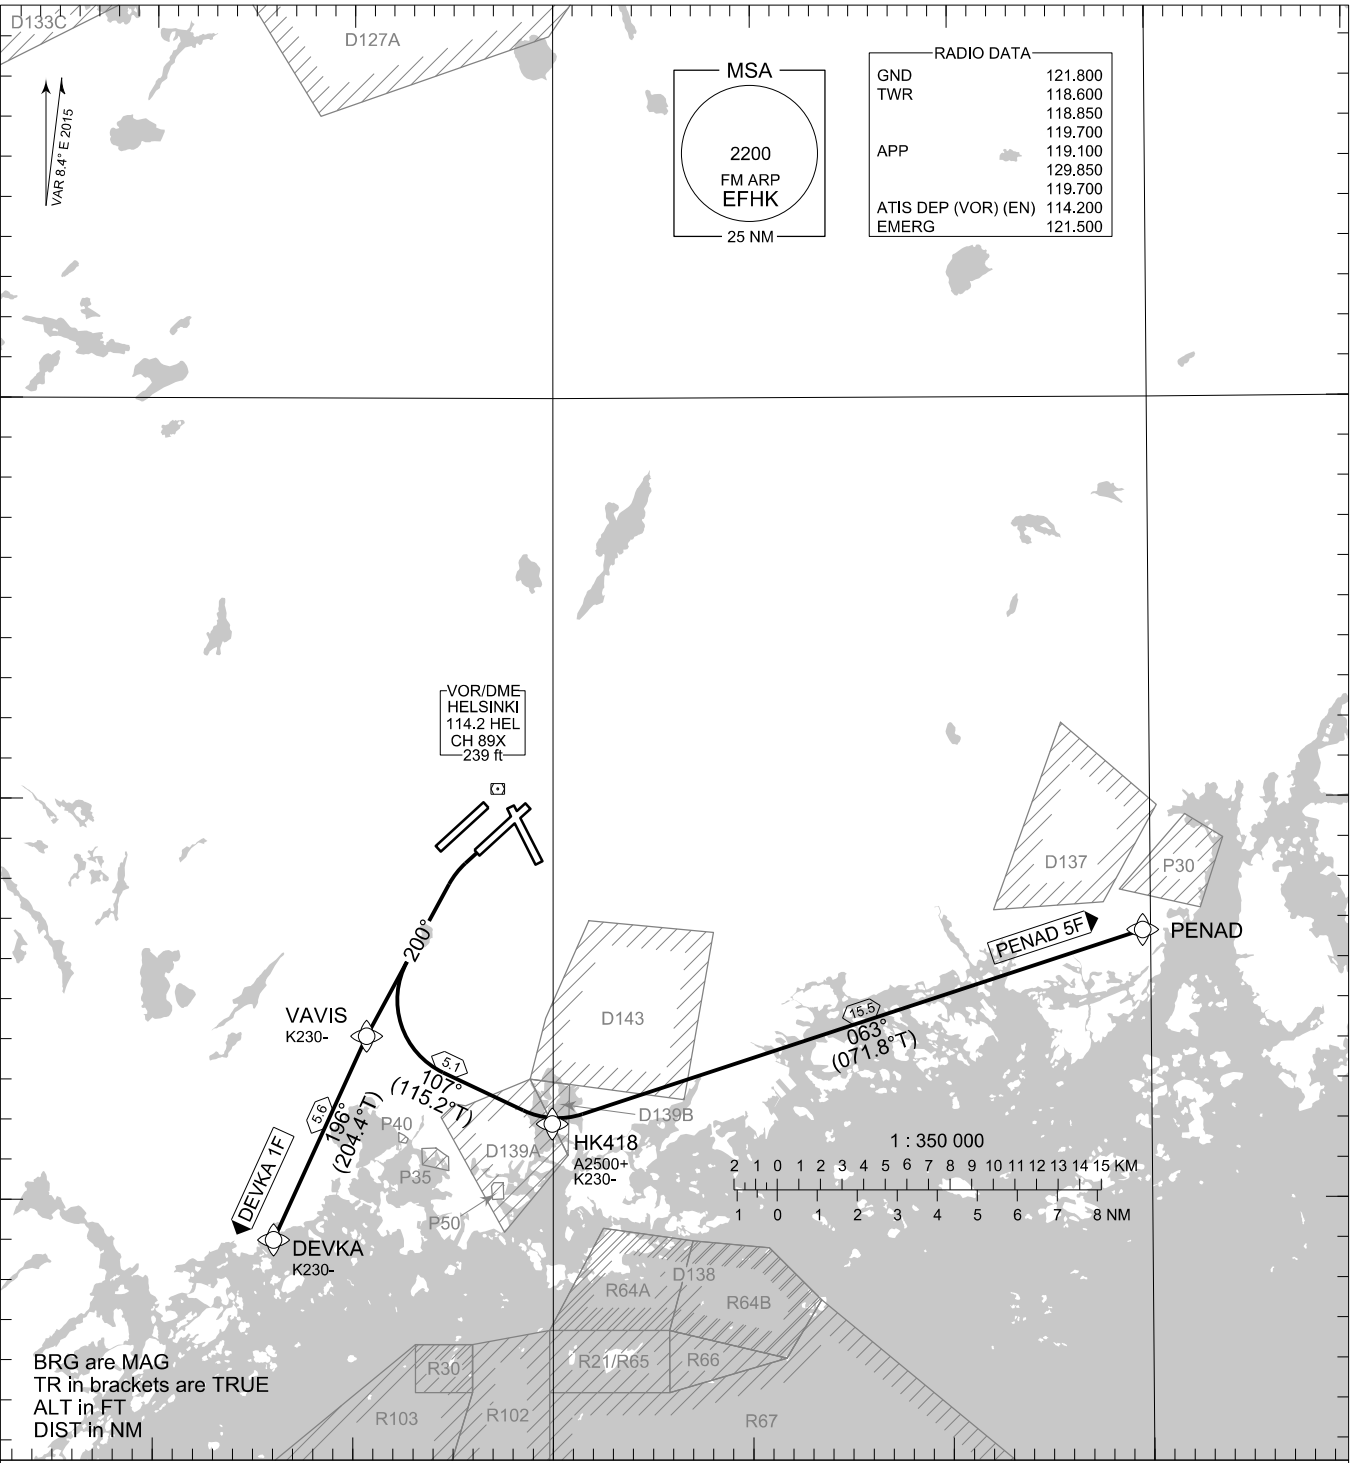 D133C
D127A
VAR 8.4° E 2015
MSA
2200
FM ARP
EFHK
25 NM
RADIO DATA
GND 121.800
TWR 118.600
118.850
119.700
APP 119.100
129.850
119.700
ATIS DEP (VOR) (EN) 114.200
EMERG 121.500
VOR/DME
HELSINKI
114.2 HEL
CH 89X
239 ft
D137
P30
200°
PENAD 5F
PENAD
VAVIS
K230-
D143
15.5
063°
(071.8°T)
5.1
107°
(115.2°T)
5.6
196°
(204.4°T)
P40
P35
D139A
D139B
HK418
A2500+
K230-
P50
DEVKA 1F
DEVKA
K230-
1 : 350 000
2 1 0 1 2 3 4 5 6 7 8 9 10 11 12 13 14 15 KM
1 0 1 2 3 4 5 6 7 8 NM
D138
R64A
R64B
R30
R21/R65
R66
R103
R102
R67
BRG are MAG
TR in brackets are TRUE
ALT in FT
DIST in NM